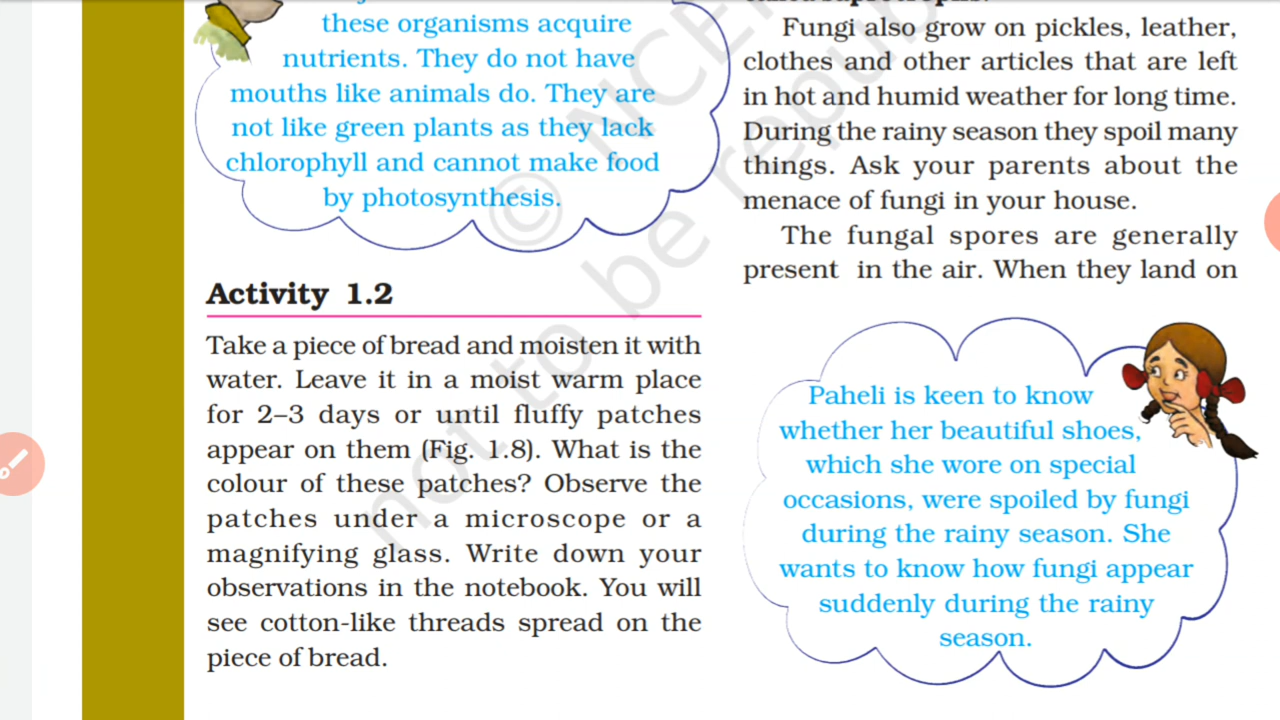 these organisms acquire
nutrients. They do not have
mouths like animals do. They are
not like green plants as they lack
chlorophyll and cannot make food
by photosynthesis.
Activity 1.2
Take a piece of bread and moisten it with
water. Leave it in a moist warm place
for 2–3 days or until fluffy patches
appear on them (Fig. 1.8). What is the
colour of these patches? Observe the
patches under a microscope or a
magnifying glass. Write down your
observations in the notebook. You will
see cotton-like threads spread on the
piece of bread.
Fungi also grow on pickles, leather,
clothes and other articles that are left
in hot and humid weather for long time.
During the rainy season they spoil many
things. Ask your parents about the
menace of fungi in your house.
The fungal spores are generally
present in the air. When they land on
Paheli is keen to know
whether her beautiful shoes,
which she wore on special
occasions, were spoiled by fungi
during the rainy season. She
wants to know how fungi appear
suddenly during the rainy
season.
© NCE
not to be repub